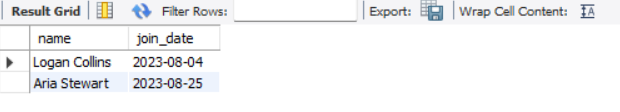 Result Grid Filter Rows: Export: Wrap Cell Content: IA
name join_date
Logan Collins 2023-08-04
Aria Stewart 2023-08-25